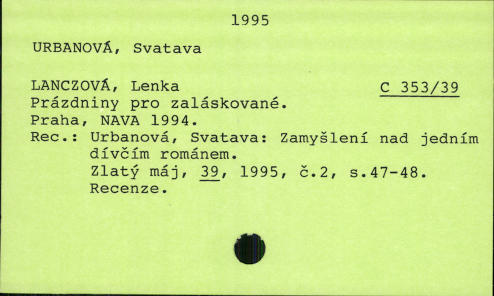 1995
URBANOVÁ, Svatava
LANCZOVÁ, Lenka C 353/39
Prázdniny pro zaláskované.
Praha, NAVA 1994.
Rec.: Urbanová, Svatava: Zamyšlení nad jedním
dívčím románem.
Zlatý máj, 39, 1995, č.2, s.47-48.
Recenze.